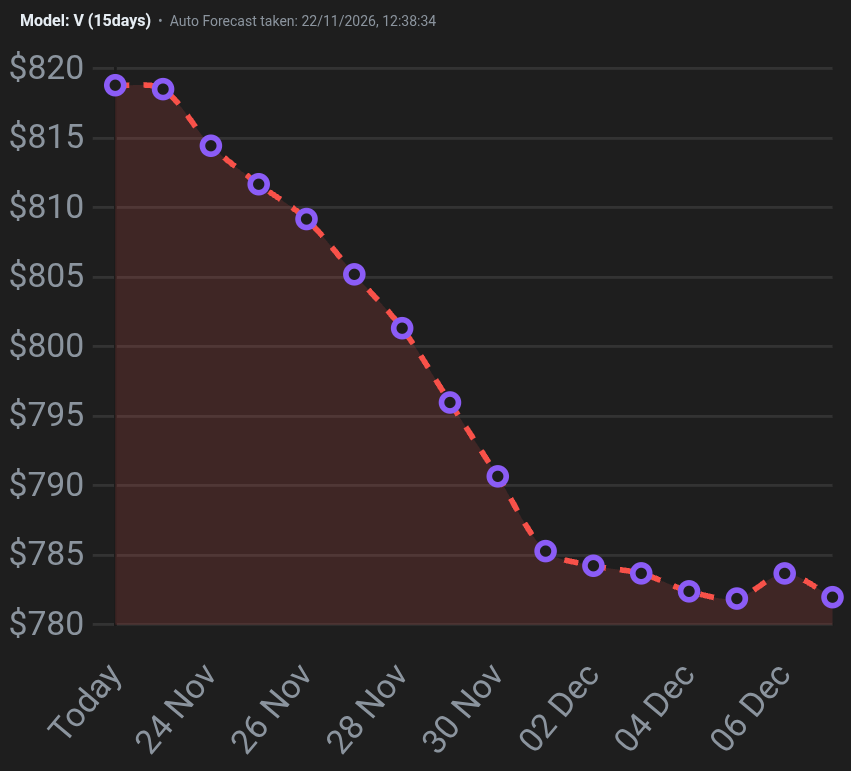 Model: V (15days) • Auto Forecast taken: 22/11/2026, 12:38:34
$820
$815
$810
$805
$800
$795
$790
$785
$780
Today
24 Nov
26 Nov
28 Nov
30 Nov
02 Dec
04 Dec
06 Dec